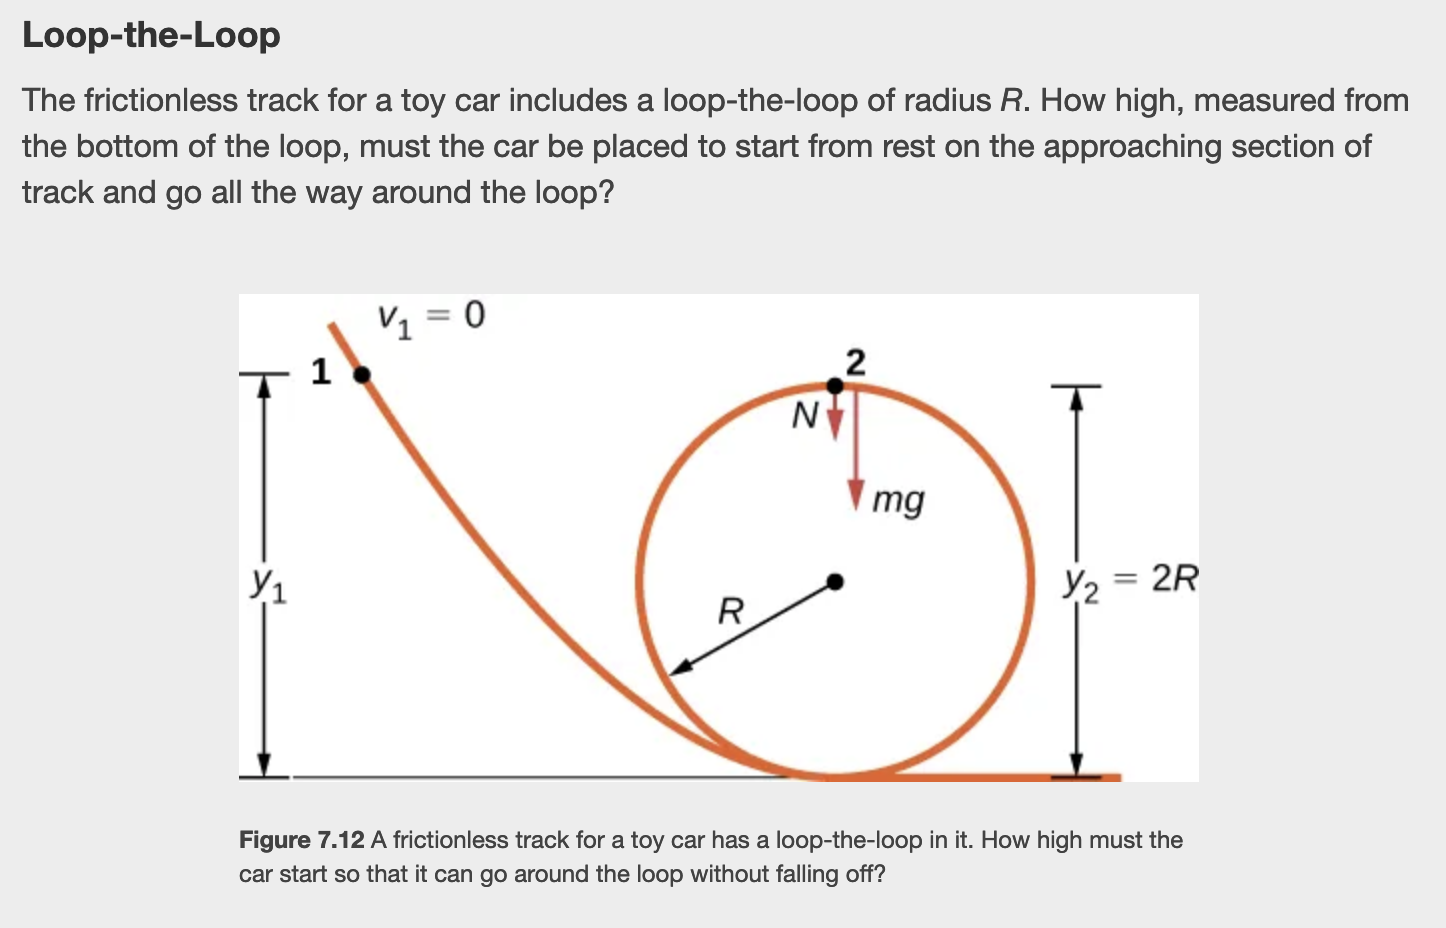 Loop-the-Loop
The frictionless track for a toy car includes a loop-the-loop of radius R. How high, measured from
the bottom of the loop, must the car be placed to start from rest on the approaching section of
track and go all the way around the loop?
v₁ = 0
1
2
N
mg
y₁
R
y₂ = 2R
Figure 7.12 A frictionless track for a toy car has a loop-the-loop in it. How high must the
car start so that it can go around the loop without falling off?